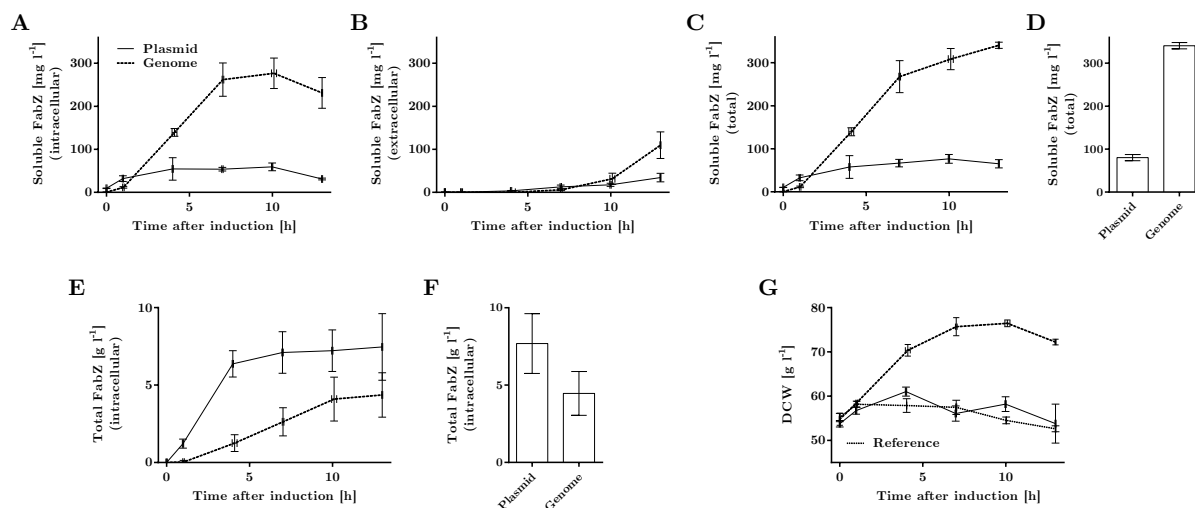 A
Soluble FabZ [mg l⁻¹]
(intracellular)
300
200
100
0
Plasmid
Genome
0 5 10
Time after induction [h]
B
Soluble FabZ [mg l⁻¹]
(extracellular)
300
200
100
0
0 5 10
Time after induction [h]
C
Soluble FabZ [mg l⁻¹]
(total)
300
200
100
0
0 5 10
Time after induction [h]
D
Soluble FabZ [mg l⁻¹]
(total)
300
200
100
0
Plasmid
Genome
E
Total FabZ [g l⁻¹]
(intracellular)
10
5
0
0 5 10
Time after induction [h]
F
Total FabZ [g l⁻¹]
(intracellular)
10
5
0
Plasmid
Genome
G
DCW [g l⁻¹]
80
70
60
50
Reference
0 5 10
Time after induction [h]